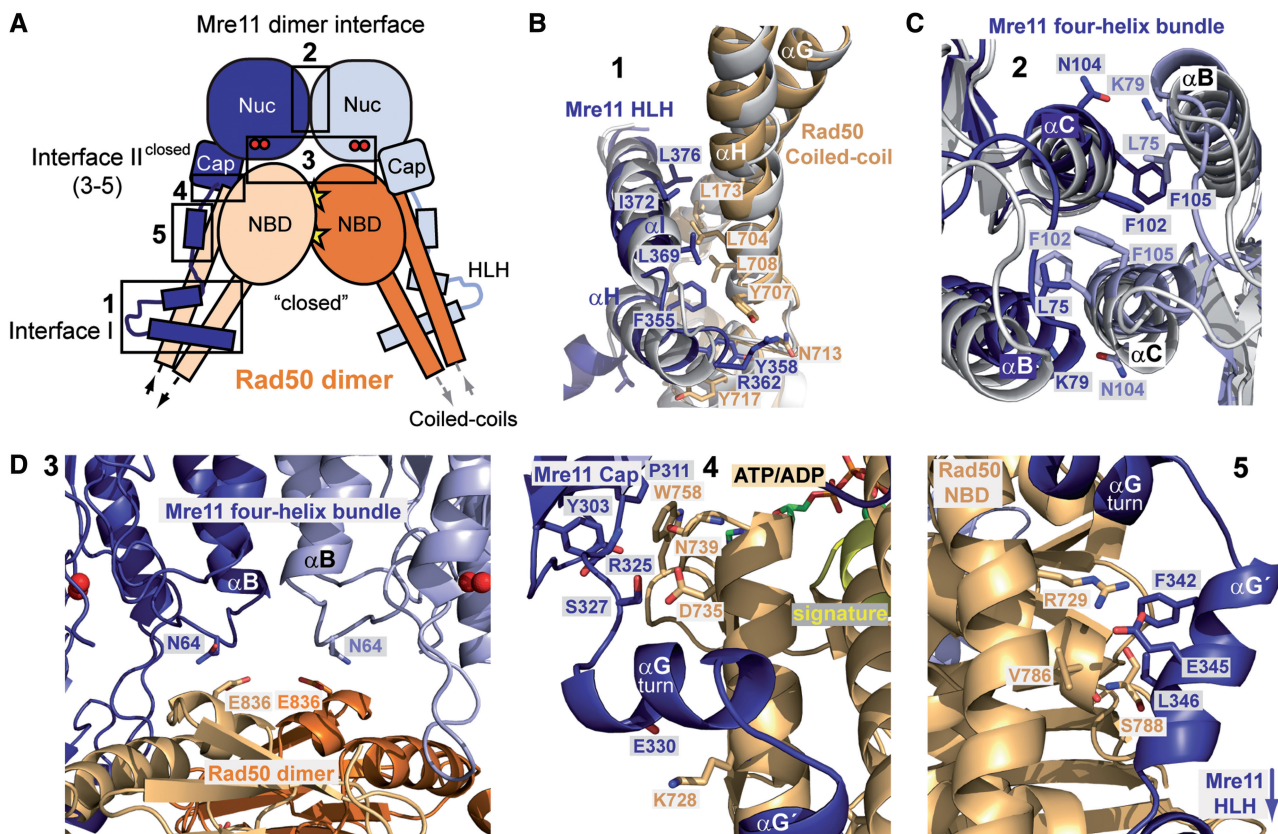 A
Mre11 dimer interface
2
Nuc
Nuc
Interface IIclosed
(3-5)
Cap
3
Cap
4
5
NBD
NBD
HLH
1
Interface I
“closed”
Rad50 dimer
Coiled-coils
B
1
αG
Mre11 HLH
Rad50
Coiled-coil
αH
L376
L173
I372
αI
L704
L369
L708
αH
Y707
F355
N713
Y358
R362
Y717
C
Mre11 four-helix bundle
2
N104
K79
αB
αC
L75
F105
F102
F102
F105
L75
αB
αC
K79
N104
D
3
Mre11 four-helix bundle
αB
αB
N64
N64
E836
E836
Rad50 dimer
Mre11 Cap
P311
4
ATP/ADP
W758
Y303
N739
R325
S327
D735
signature
αG
turn
E330
K728
αG´
Rad50
NBD
5
αG
turn
F342
αG´
R729
E345
V786
L346
S788
Mre11
HLH